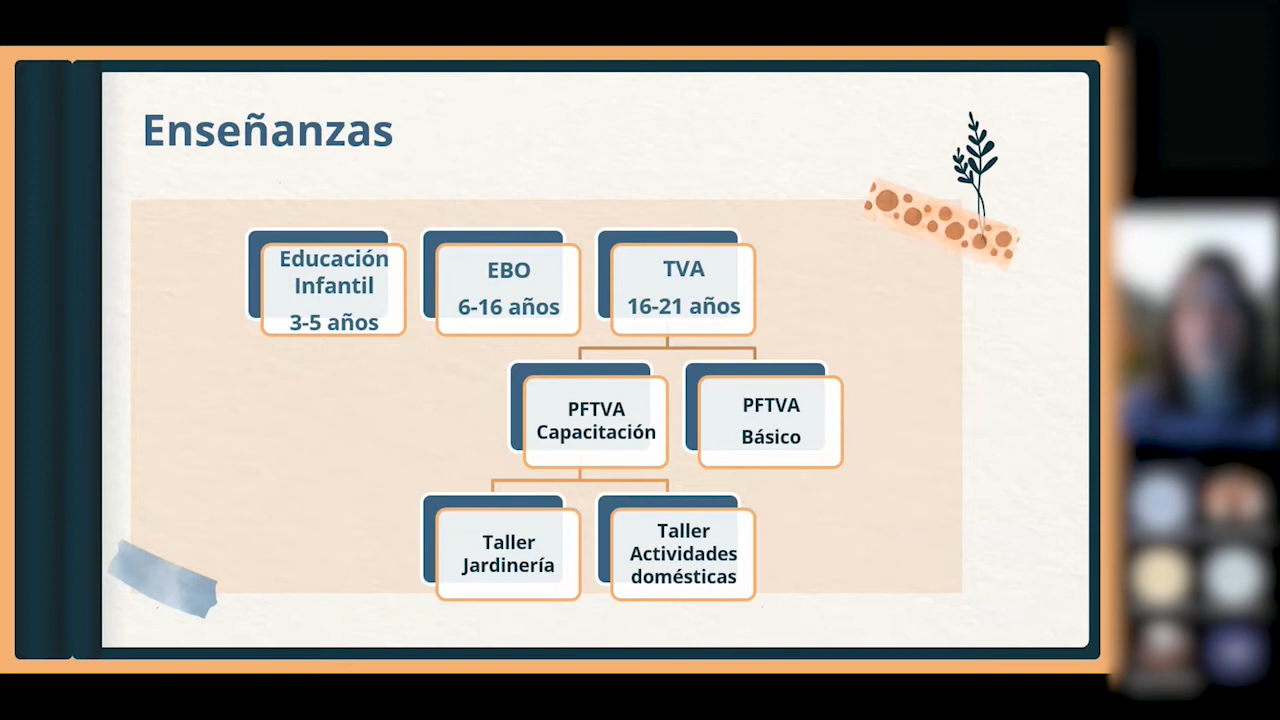 Enseñanzas
Educación
Infantil
3-5 años
EBO
6-16 años
TVA
16-21 años
PFTVA
Capacitación
PFTVA
Básico
Taller
Jardinería
Taller
Actividades
domésticas